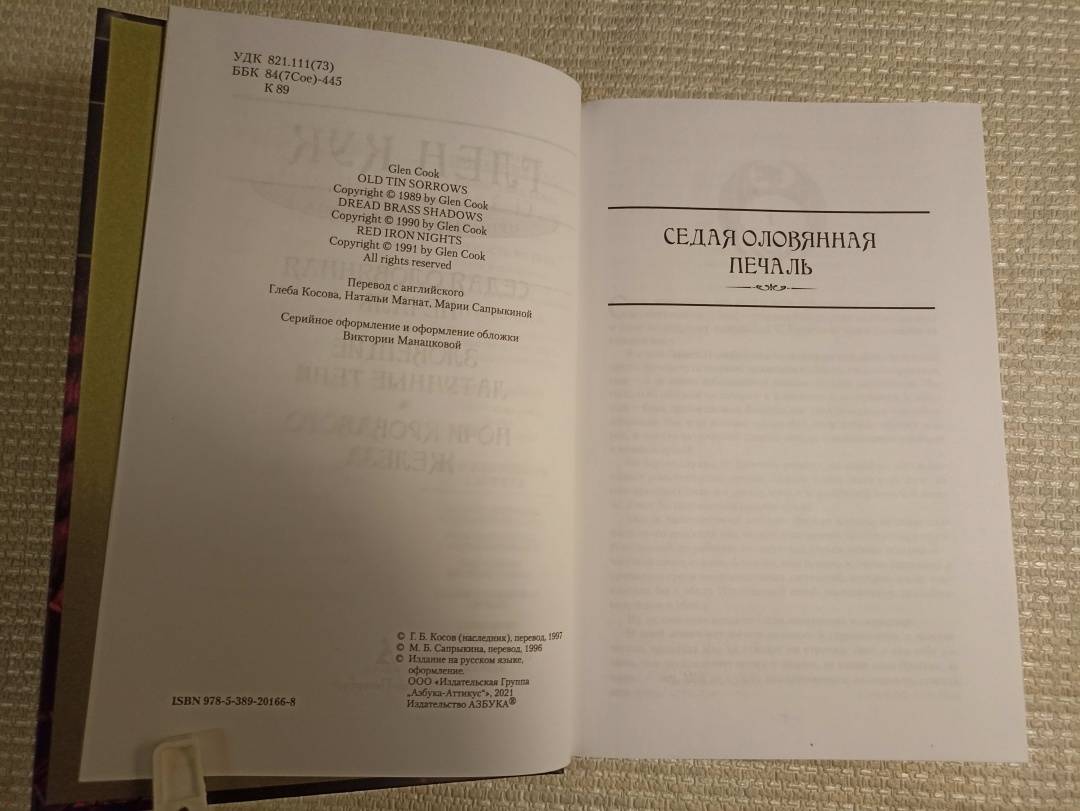 УДК 821.111(73)
ББК 84(7Сое)-445
К 89
Glen Cook
OLD TIN SORROWS
Copyright © 1989 by Glen Cook
DREAD BRASS SHADOWS
Copyright © 1990 by Glen Cook
RED IRON NIGHTS
Copyright © 1991 by Glen Cook
All rights reserved
Перевод с английского
Глеба Косова, Натальи Магнат, Марии Сапрыкиной
Серийное оформление и оформление обложки
Виктории Манацковой
© Г. Б. Косов (наследник), перевод, 1997
© М. Б. Сапрыкина, перевод, 1996
© Издание на русском языке,
оформление.
ООО «Издательская Группа
„Азбука-Аттикус“», 2021
Издательство АЗБУКА®
ISBN 978-5-389-20166-8
СЕДАЯ ОЛОВЯННАЯ
ПЕЧАЛЬ